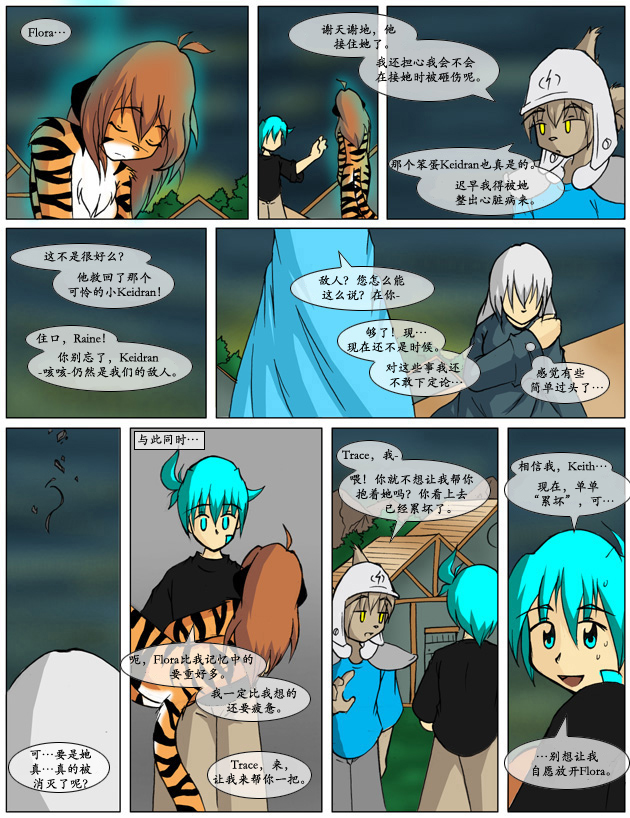 Flora…
谢天谢地，他
接住她了。
我还担心我会不会
在接她时被砸伤呢。
那个笨蛋Keidran也真是的。
迟早我得被她
整出心脏病来。
这不是很好么？
他救回了那个
可怜的小Keidran！
住口，Raine！
你别忘了，Keidran
-咳咳-仍然是我们的敌人。
敌人？您怎么能
这么说？在你-
够了！现…
现在还不是时候。
对这些事我还
不敢下定论…
感觉有些
简单过头了…
可…要是她
真…真的被
消灭了呢？
与此同时…
呃，Flora比我记忆中的
要重好多。
我一定比我想的
还要疲惫。
Trace，来，
让我来帮你一把。
Trace，我-
喂！你就不想让我帮你
抱着她吗？你看上去
已经累坏了。
相信我，Keith…
现在，单单
“累坏”，可…
…别想让我
自愿放开Flora。